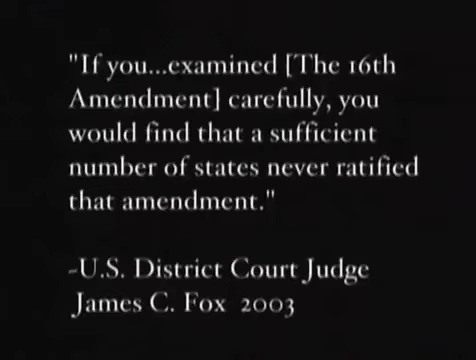 "If you...examined [The 16th
Amendment] carefully, you
would find that a sufficient
number of states never ratified
that amendment."
-U.S. District Court Judge
James C. Fox 2003